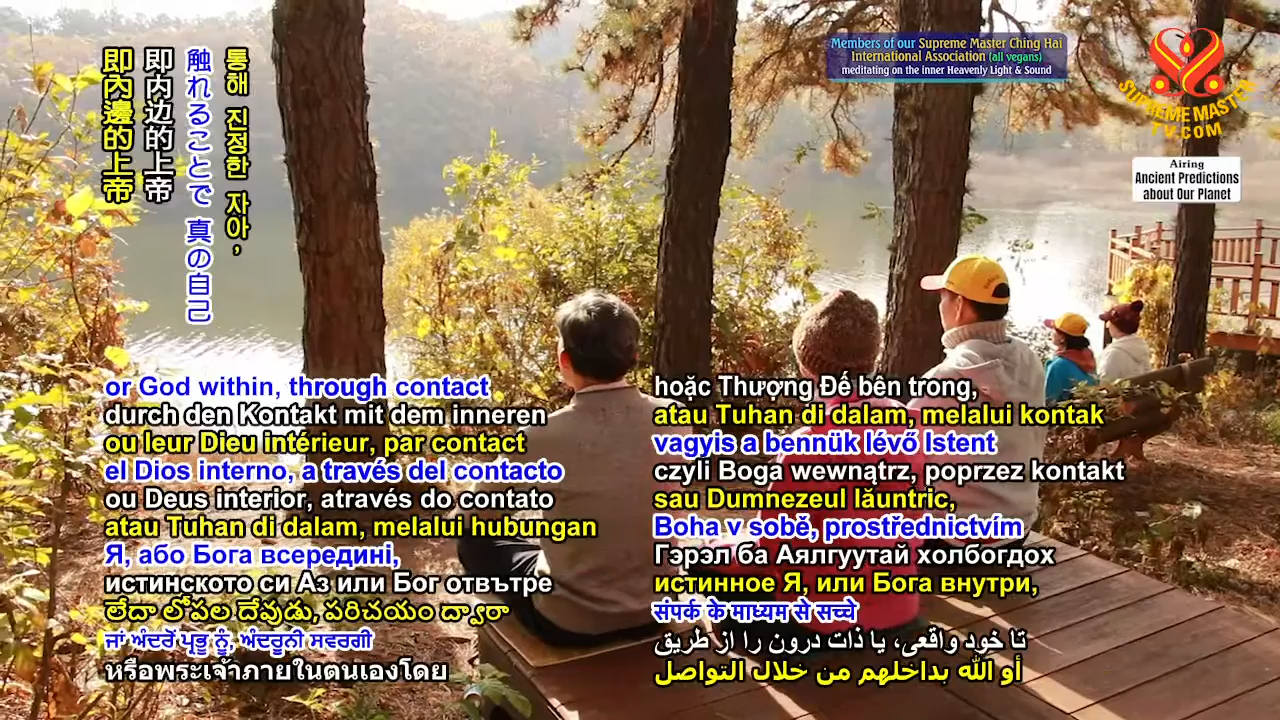 Members of our Supreme Master Ching Hai
International Association (all vegans)
meditating on the inner Heavenly Light & Sound
SUPREME MASTER
TV.COM
Airing
Ancient Predictions
about Our Planet
통해 진정한 자아,
触れることで 真の自己
即内边的上帝
即內邊的上帝
or God within, through contact
durch den Kontakt mit dem inneren
ou leur Dieu intérieur, par contact
el Dios interno, a través del contacto
ou Deus interior, através do contato
atau Tuhan di dalam, melalui hubungan
Я, або Бога всередині,
истинското си Аз или Бог отвътре
లేదా లోపల దేవుడు, పరిచయం ద్వారా
ਜਾਂ ਅੰਦਰੋਂ ਪ੍ਰਭੂ ਨੂੰ, ਅੰਦਰੂਨੀ ਸਵਰਗੀ
หรือพระเจ้าภายในตนเองโดย
hoặc Thượng Đế bên trong,
atau Tuhan di dalam, melalui kontak
vagyis a bennük lévő Istent
czyli Boga wewnątrz, poprzez kontakt
sau Dumnezeul lăuntric,
Boha v sobě, prostřednictvím
Гэрэл ба Аялгуутай холбогдох
истинное Я, или Бога внутри,
संपर्क के माध्यम से सच्चे
تا خود واقعی، یا ذات درون را از طریق
أو الله بداخلهم من خلال التواصل